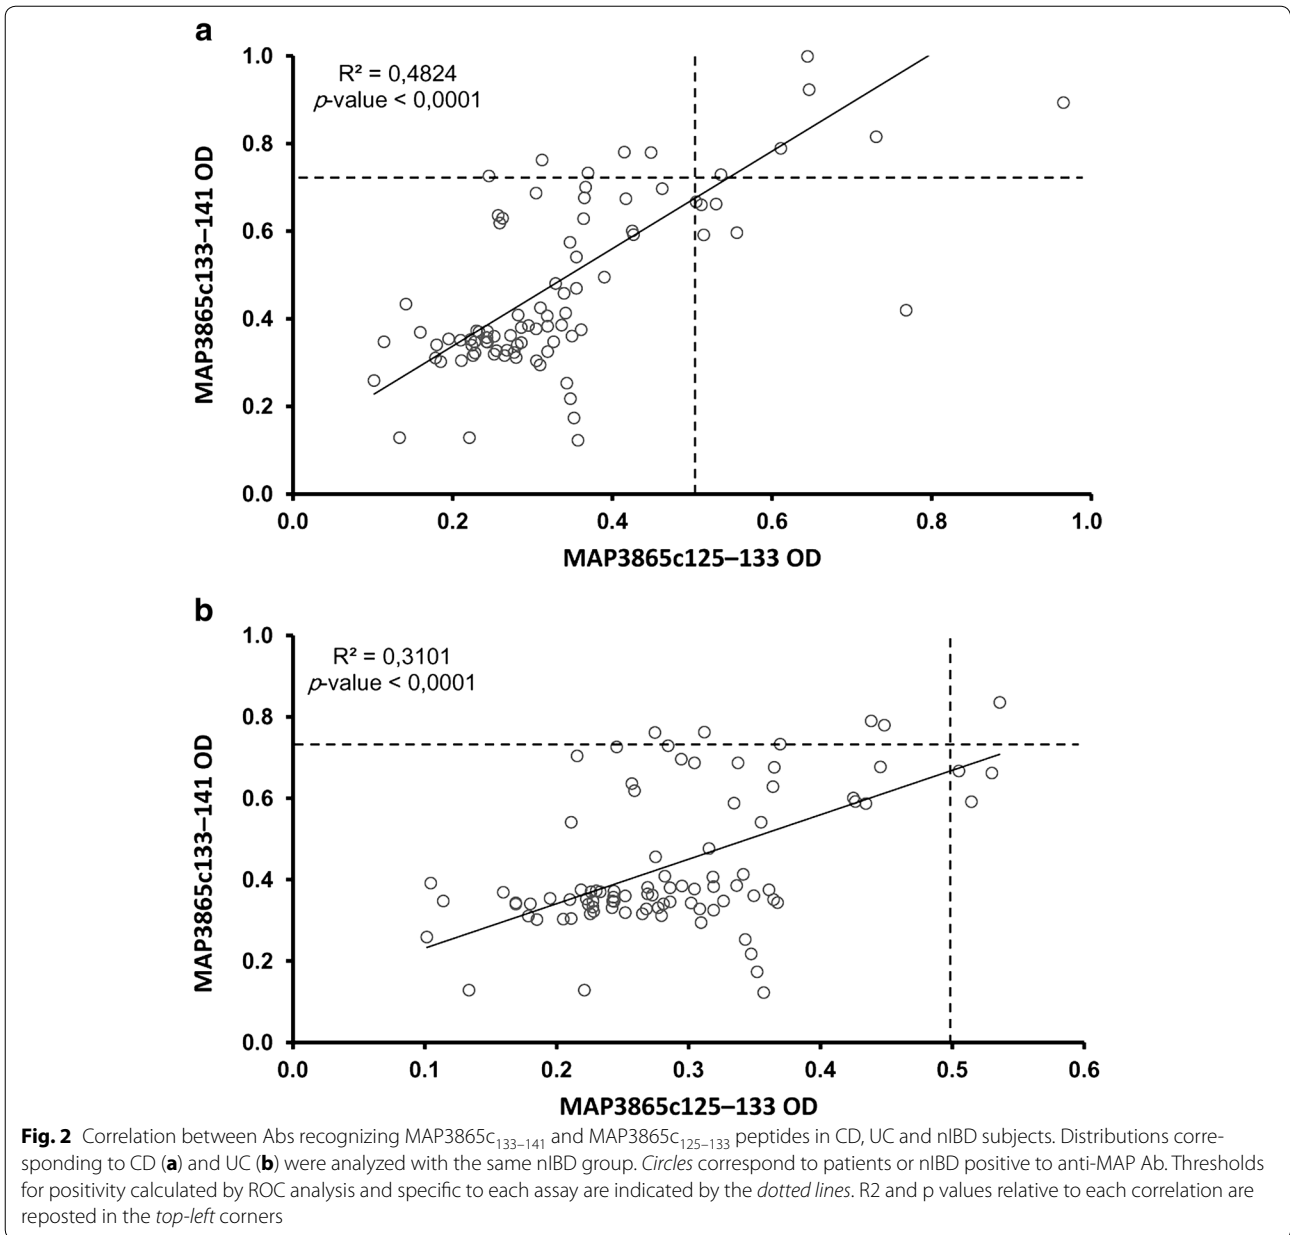 a
1.0
R² = 0,4824
p-value < 0,0001
0.8
0.6
0.4
0.2
0.0
MAP3865c133–141 OD
0.0 0.2 0.4 0.6 0.8 1.0
MAP3865c125–133 OD
b
1.0
R² = 0,3101
p-value < 0,0001
0.8
0.6
0.4
0.2
0.0
MAP3865c133–141 OD
0.0 0.1 0.2 0.3 0.4 0.5 0.6
MAP3865c125–133 OD
Fig. 2 Correlation between Abs recognizing MAP3865c133–141 and MAP3865c125–133 peptides in CD, UC and nIBD subjects. Distributions corre-
sponding to CD (a) and UC (b) were analyzed with the same nIBD group. Circles correspond to patients or nIBD positive to anti-MAP Ab. Thresholds
for positivity calculated by ROC analysis and specific to each assay are indicated by the dotted lines. R2 and p values relative to each correlation are
reposted in the top-left corners